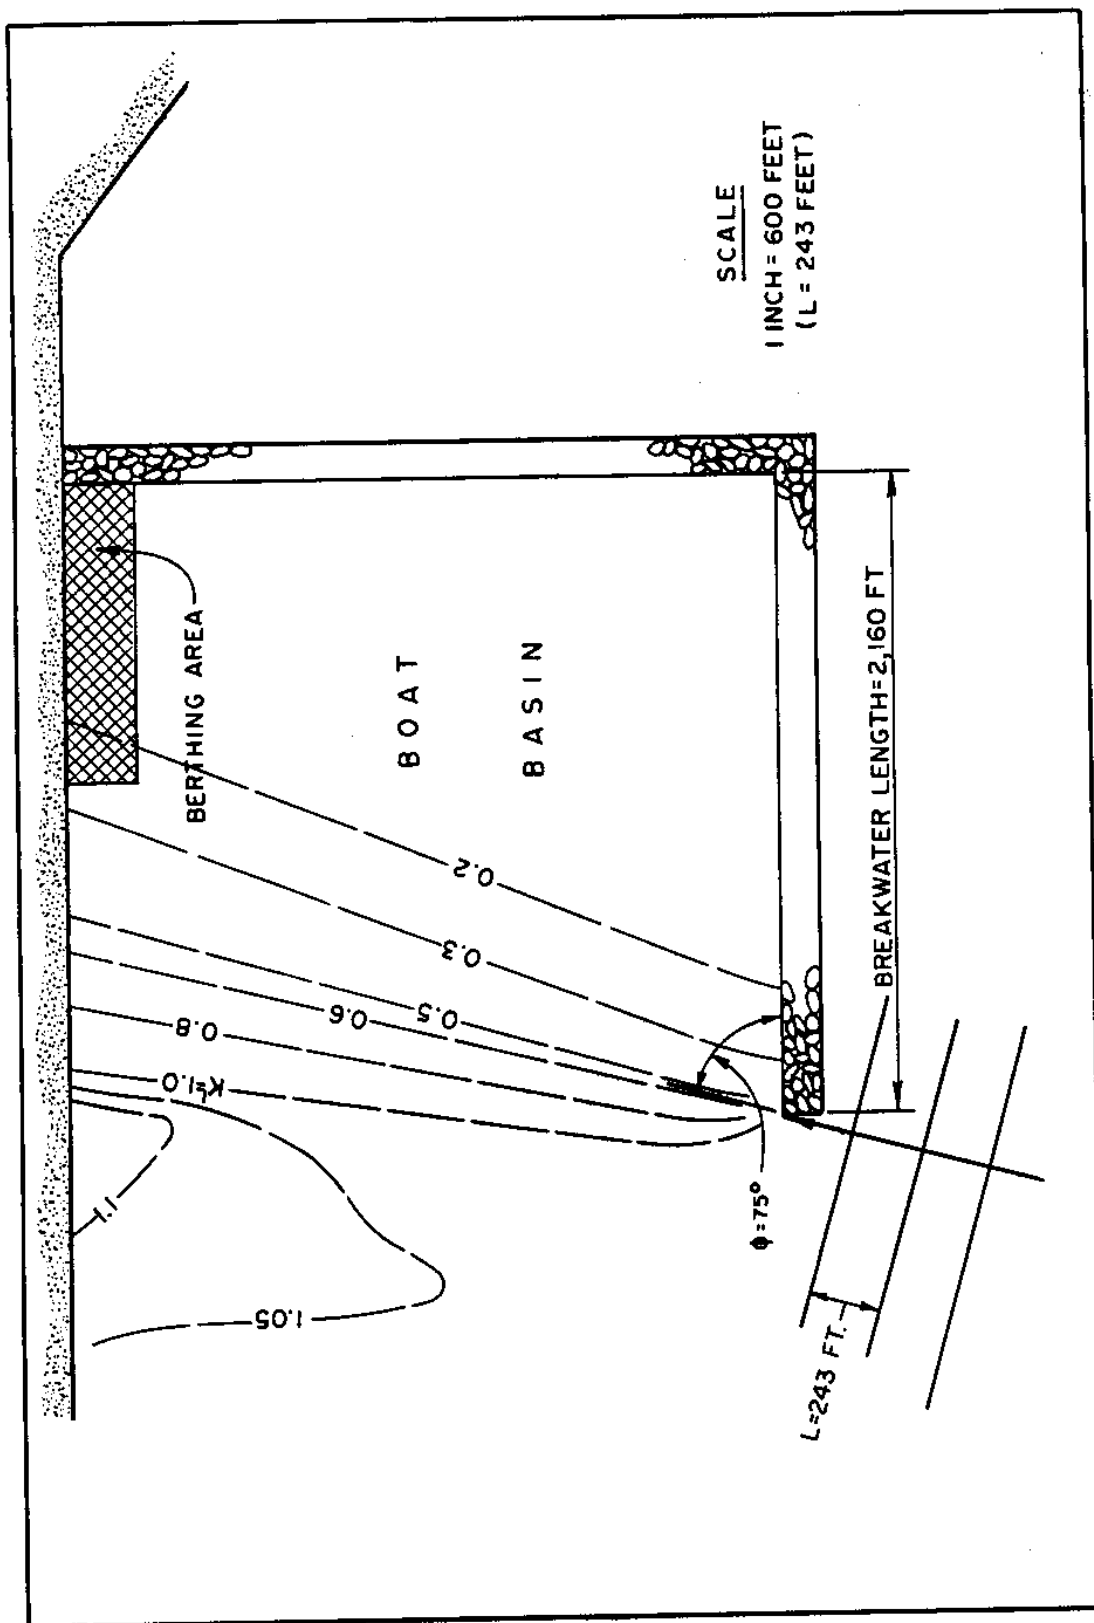 SCALE
1 INCH = 600 FEET
(L = 243 FEET)
BERTHING AREA
BOAT
BASIN
BREAKWATER LENGTH = 2,160 FT
0.2
0.3
0.5
0.6
0.8
K'=1.0
1.1
1.05
ϕ = 75°
L=243 FT.